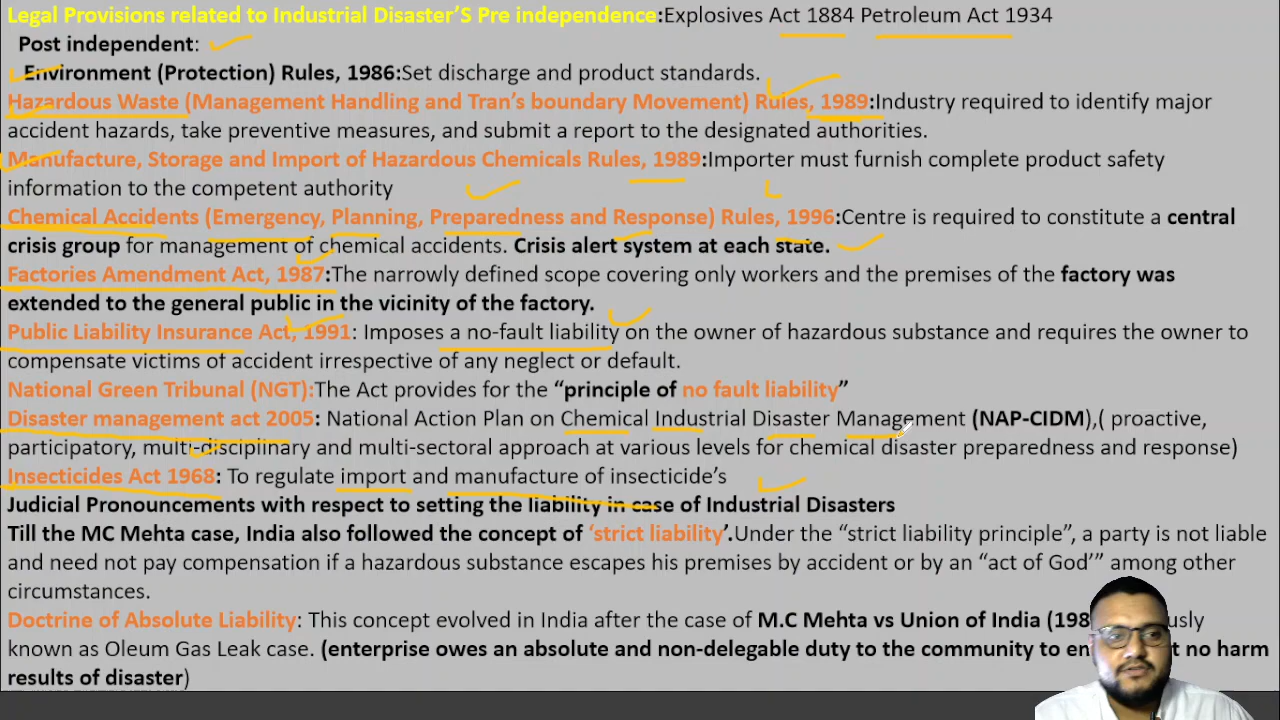 Legal Provisions related to Industrial Disaster’S Pre independence:Explosives Act 1884 Petroleum Act 1934
Post independent:
Environment (Protection) Rules, 1986:Set discharge and product standards.
Hazardous Waste (Management Handling and Tran’s boundary Movement) Rules, 1989:Industry required to identify major
accident hazards, take preventive measures, and submit a report to the designated authorities.
Manufacture, Storage and Import of Hazardous Chemicals Rules, 1989:Importer must furnish complete product safety
information to the competent authority
Chemical Accidents (Emergency, Planning, Preparedness and Response) Rules, 1996:Centre is required to constitute a central
crisis group for management of chemical accidents. Crisis alert system at each state.
Factories Amendment Act, 1987:The narrowly defined scope covering only workers and the premises of the factory was
extended to the general public in the vicinity of the factory.
Public Liability Insurance Act, 1991: Imposes a no-fault liability on the owner of hazardous substance and requires the owner to
compensate victims of accident irrespective of any neglect or default.
National Green Tribunal (NGT):The Act provides for the “principle of no fault liability”
Disaster management act 2005: National Action Plan on Chemical Industrial Disaster Management (NAP-CIDM),( proactive,
participatory, multi-disciplinary and multi-sectoral approach at various levels for chemical disaster preparedness and response)
Insecticides Act 1968: To regulate import and manufacture of insecticide’s
Judicial Pronouncements with respect to setting the liability in case of Industrial Disasters
Till the MC Mehta case, India also followed the concept of ‘strict liability’.Under the “strict liability principle”, a party is not liable
and need not pay compensation if a hazardous substance escapes his premises by accident or by an “act of God’” among other
circumstances.
Doctrine of Absolute Liability: This concept evolved in India after the case of M.C Mehta vs Union of India
known as Oleum Gas Leak case. (enterprise owes an absolute and non-delegable duty to the community to no harm
results of disaster)